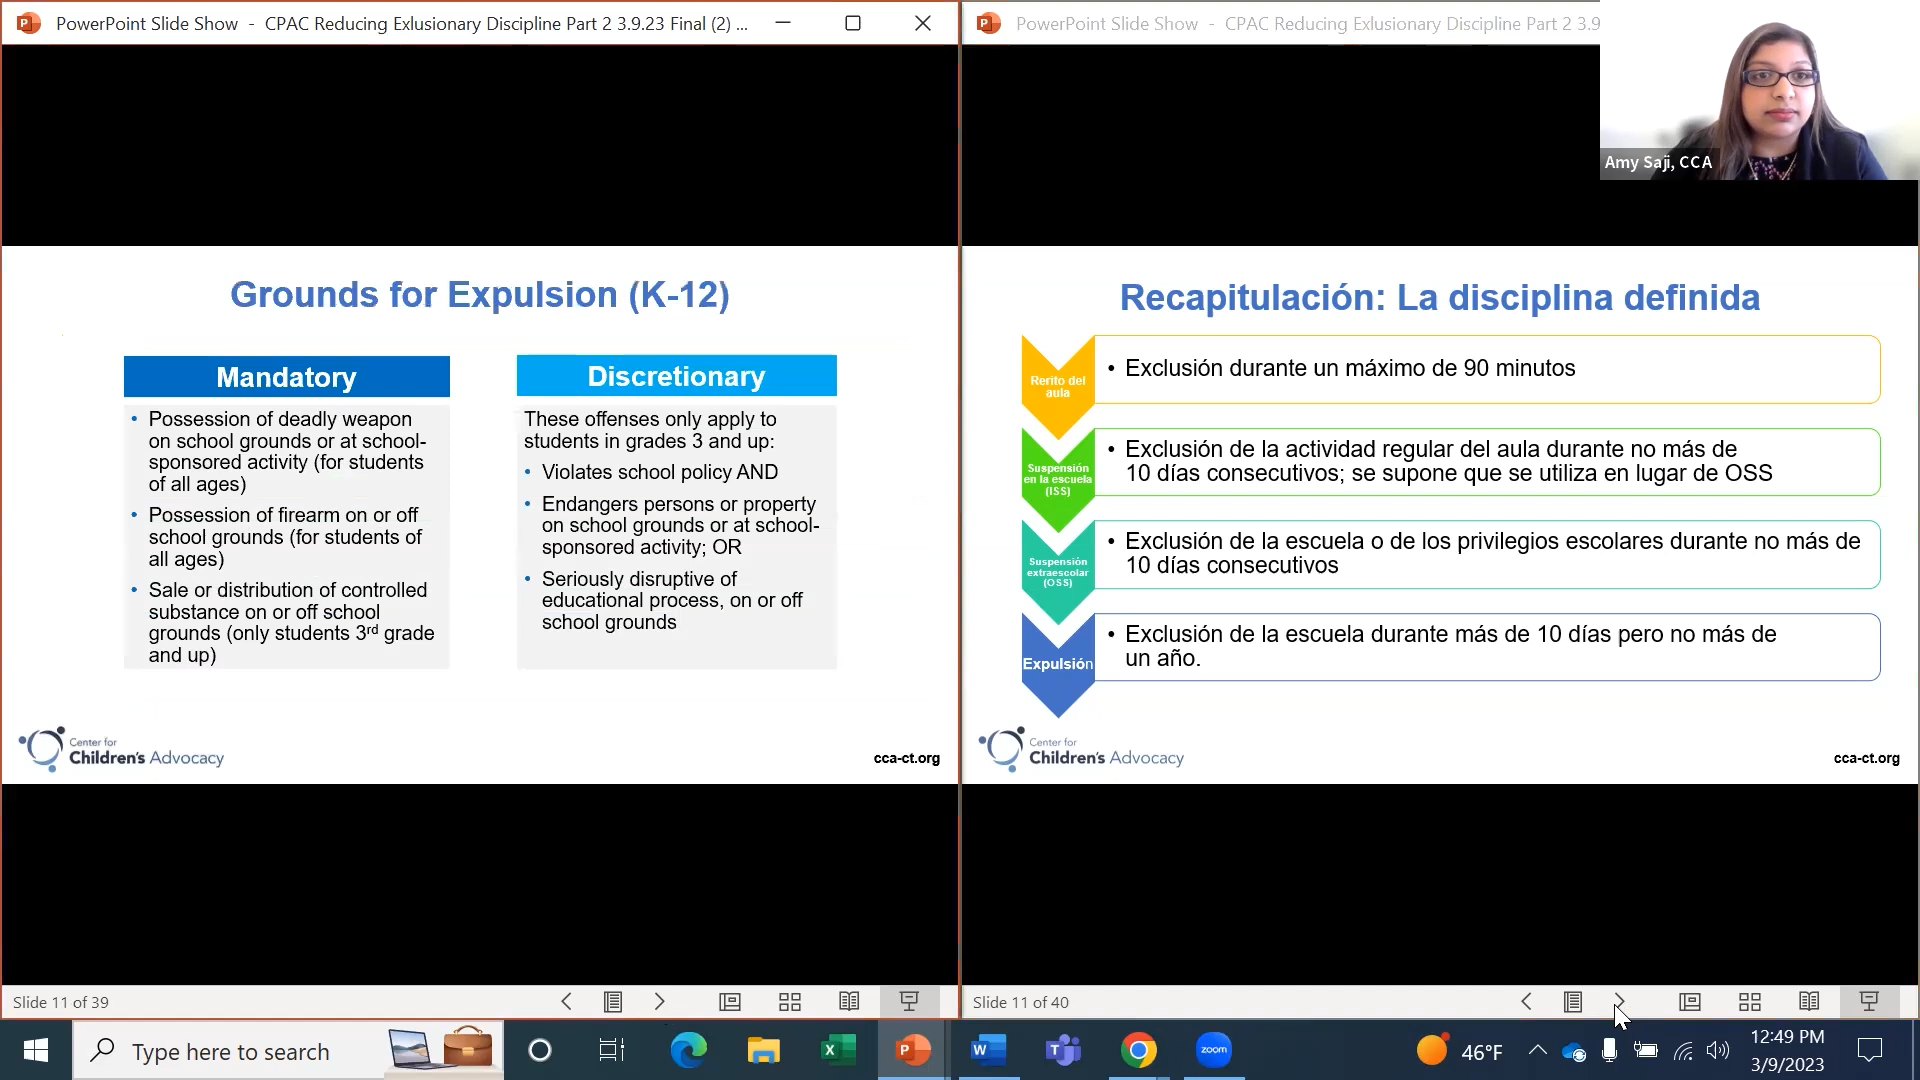 PowerPoint Slide Show - CPAC Reducing Exlusionary Discipline Part 2 3.9.23 Final (2) ...
Grounds for Expulsion (K-12)
Mandatory
• Possession of deadly weapon
on school grounds or at school-
sponsored activity (for students
of all ages)
• Possession of firearm on or off
school grounds (for students of
all ages)
• Sale or distribution of controlled
substance on or off school
grounds (only students 3rd grade
and up)
Discretionary
These offenses only apply to
students in grades 3 and up:
• Violates school policy AND
• Endangers persons or property
on school grounds or at school-
sponsored activity; OR
• Seriously disruptive of
educational process, on or off
school grounds
Center for
Children's Advocacy
cca-ct.org
Slide 11 of 39
PowerPoint Slide Show - CPAC Reducing Exlusionary Discipline Part 2 3.9
Amy Saji, CCA
Recapitulación: La disciplina definida
Rerito del
aula
• Exclusión durante un máximo de 90 minutos
Suspensión
en la escuela
(ISS)
• Exclusión de la actividad regular del aula durante no más de
10 días consecutivos; se supone que se utiliza en lugar de OSS
Suspensión
extraescolar
(OSS)
• Exclusión de la escuela o de los privilegios escolares durante no más de
10 días consecutivos
Expulsión
• Exclusión de la escuela durante más de 10 días pero no más de
un año.
Center for
Children's Advocacy
cca-ct.org
Slide 11 of 40
Type here to search
zoom
46°F
12:49 PM
3/9/2023